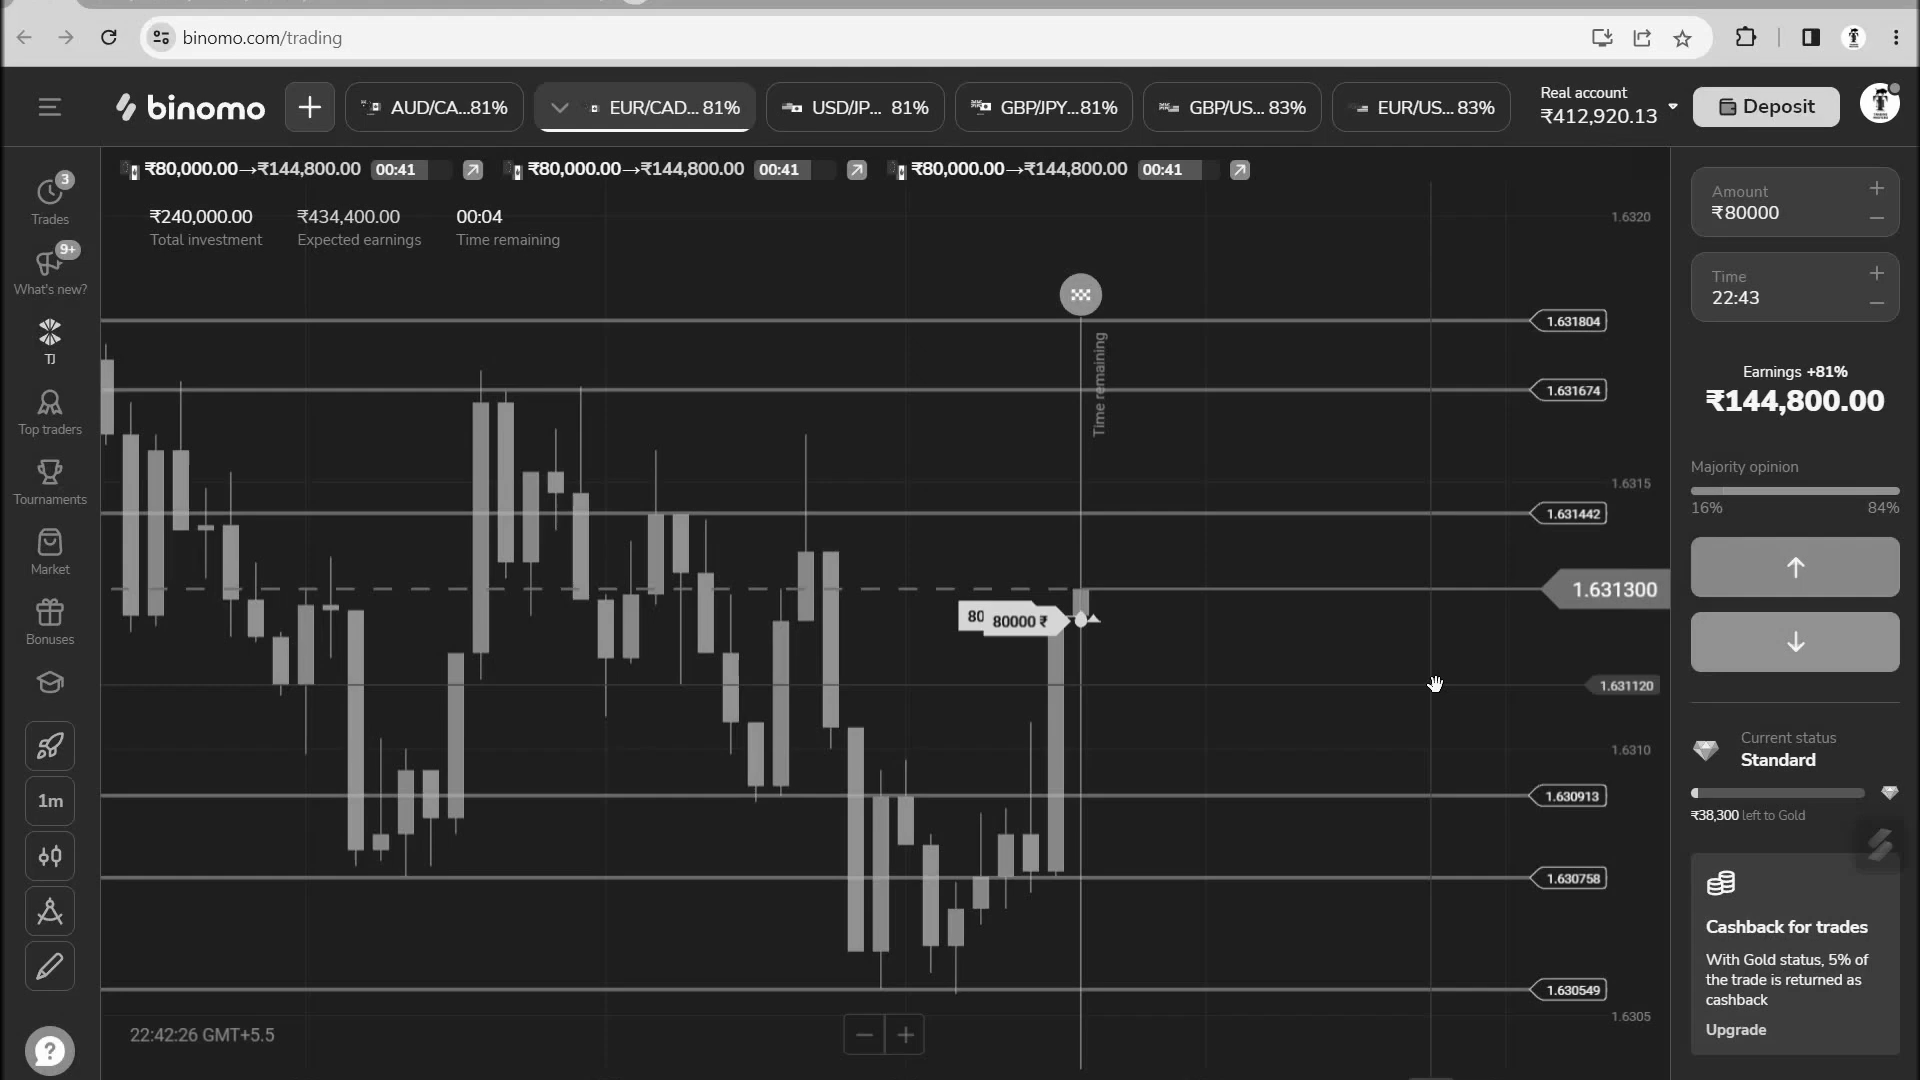 binomo.com/trading
binomo
AUD/CA...81%
EUR/CAD... 81%
USD/JP... 81%
GBP/JPY...81%
GBP/US... 83%
EUR/US... 83%
Real account
₹412,920.13
Deposit
₹80,000.00→₹144,800.00 00:41
₹80,000.00→₹144,800.00 00:41
₹80,000.00→₹144,800.00 00:41
₹240,000.00
Total investment
₹434,400.00
Expected earnings
00:04
Time remaining
3
Trades
9+
What's new?
TJ
Top traders
Tournaments
Market
Bonuses
1m
?
Time remaining
80
80000 ₹
1.6320
1.631804
1.631674
1.6315
1.631442
1.631300
1.631120
1.6310
1.630913
1.630758
1.630549
1.6305
22:42:26 GMT+5.5
Amount
₹80000
Time
22:43
Earnings +81%
₹144,800.00
Majority opinion
16% 84%
Current status
Standard
₹38,300 left to Gold
Cashback for trades
With Gold status, 5% of
the trade is returned as
cashback
Upgrade